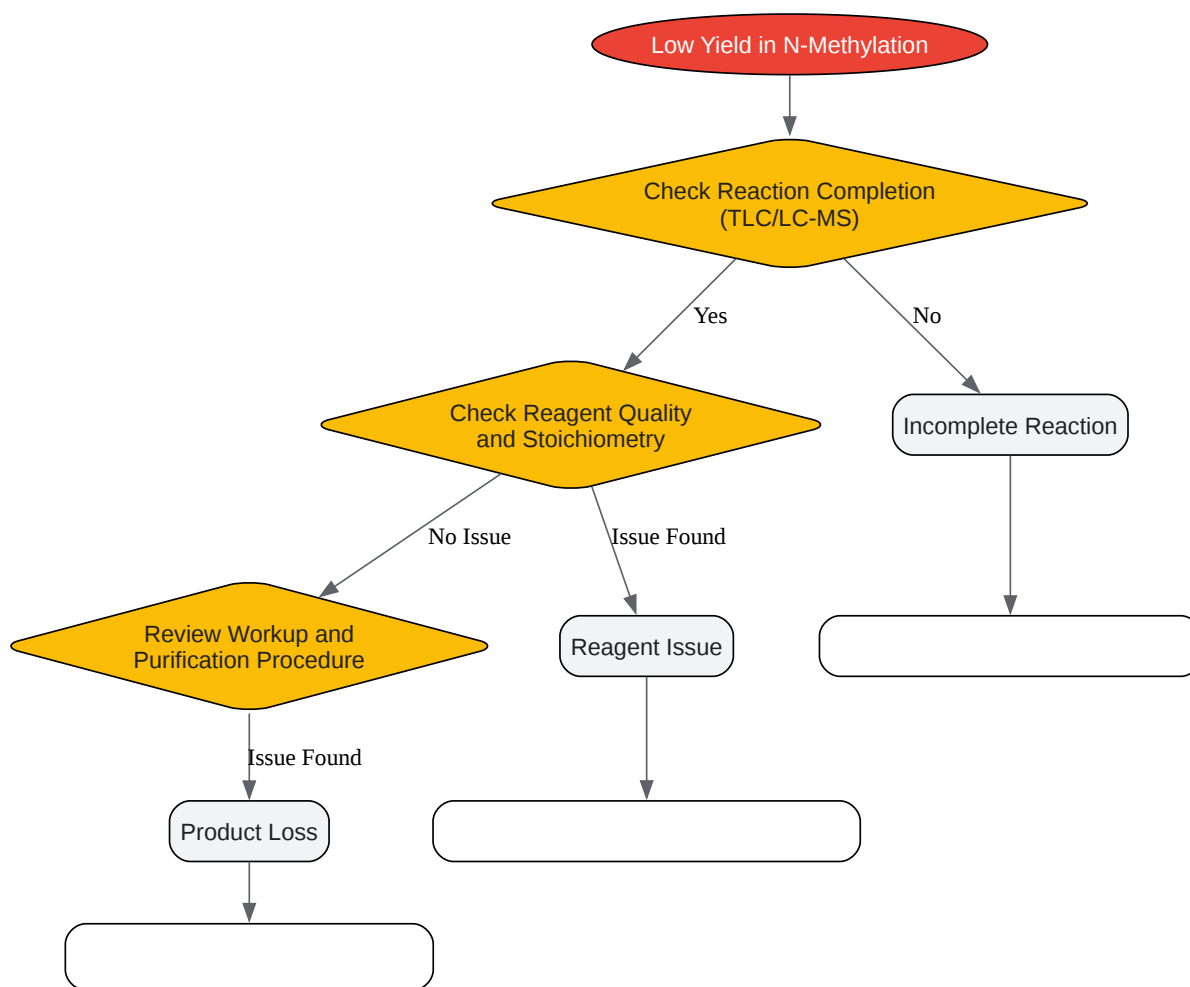 Low Yield in N-Methylation
Check Reaction Completion
(TLC/LC-MS)
Yes
No
Check Reagent Quality
and Stoichiometry
Incomplete Reaction
No Issue
Issue Found
Review Workup and
Purification Procedure
Reagent Issue
Issue Found
Product Loss